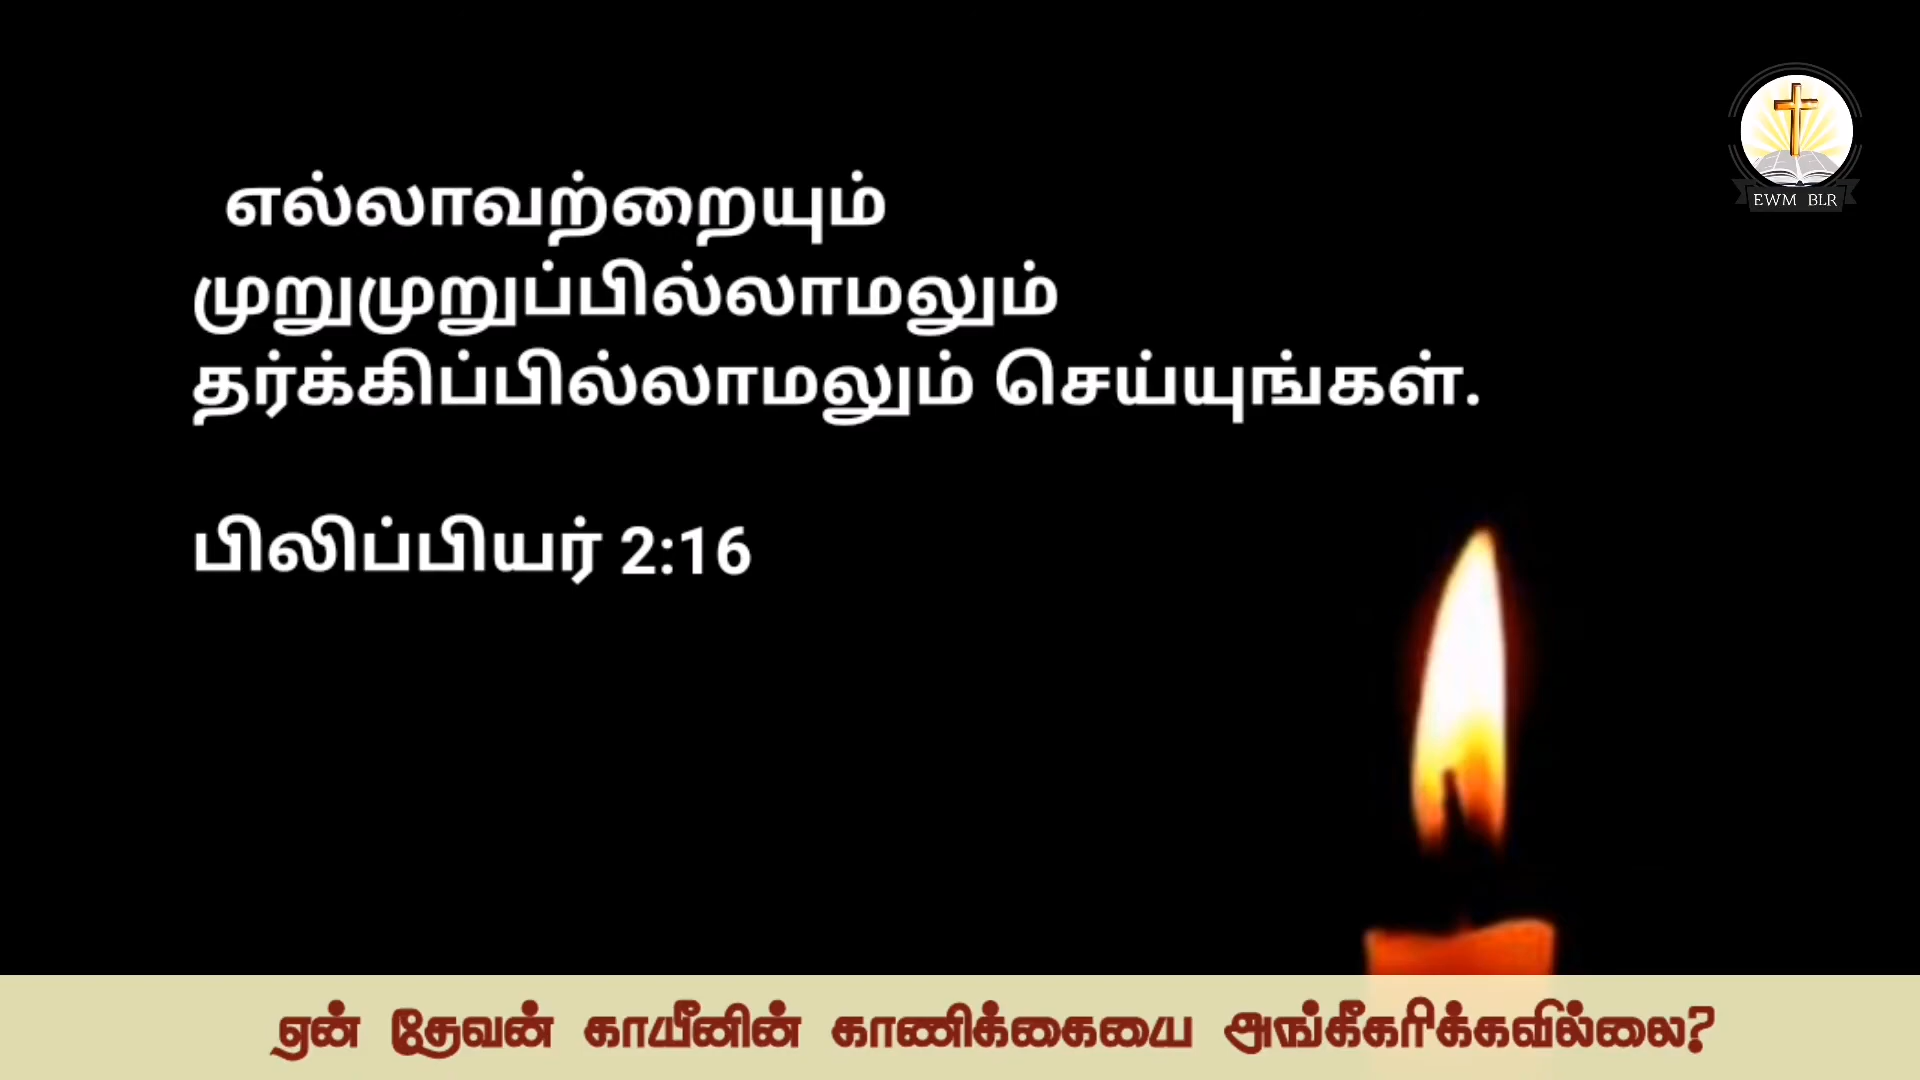 எல்லாவற்றையும்
முறுமுறுப்பில்லாமலும்
தர்க்கிப்பில்லாமலும் செய்யுங்கள்.
பிலிப்பியர் 2:16
EWM BLR
ஏன் தேவன் காயீனின் காணிக்கையை அங்கீகரிக்கவில்லை?